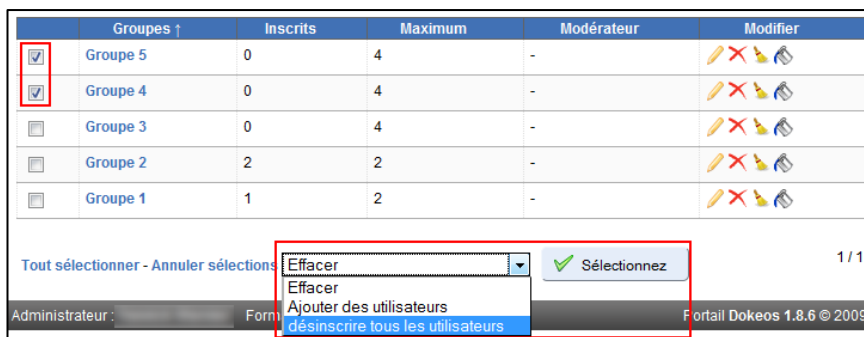 Groupes ↑ Inscrits Maximum Modérateur Modifier
Groupe 5 0 4 -
Groupe 4 0 4 -
Groupe 3 0 4 -
Groupe 2 2 2 -
Groupe 1 1 2 -
Tout sélectionner - Annuler sélections Effacer Sélectionnez 1 / 1
Effacer
Ajouter des utilisateurs
désinscrire tous les utilisateurs
Administrateur : Form Portail Dokeos 1.8.6 © 2009